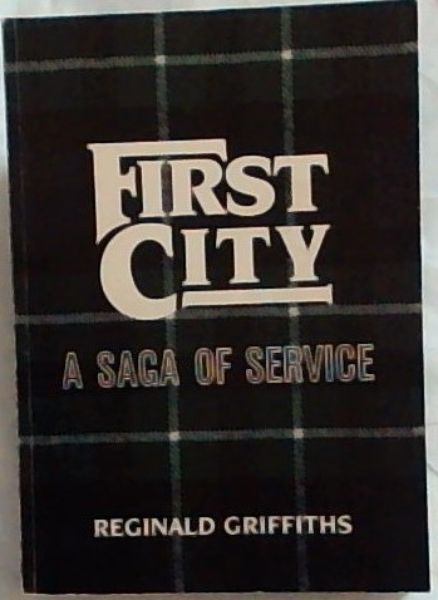 FIRST
CITY
A SAGA OF SERVICE
REGINALD GRIFFITHS